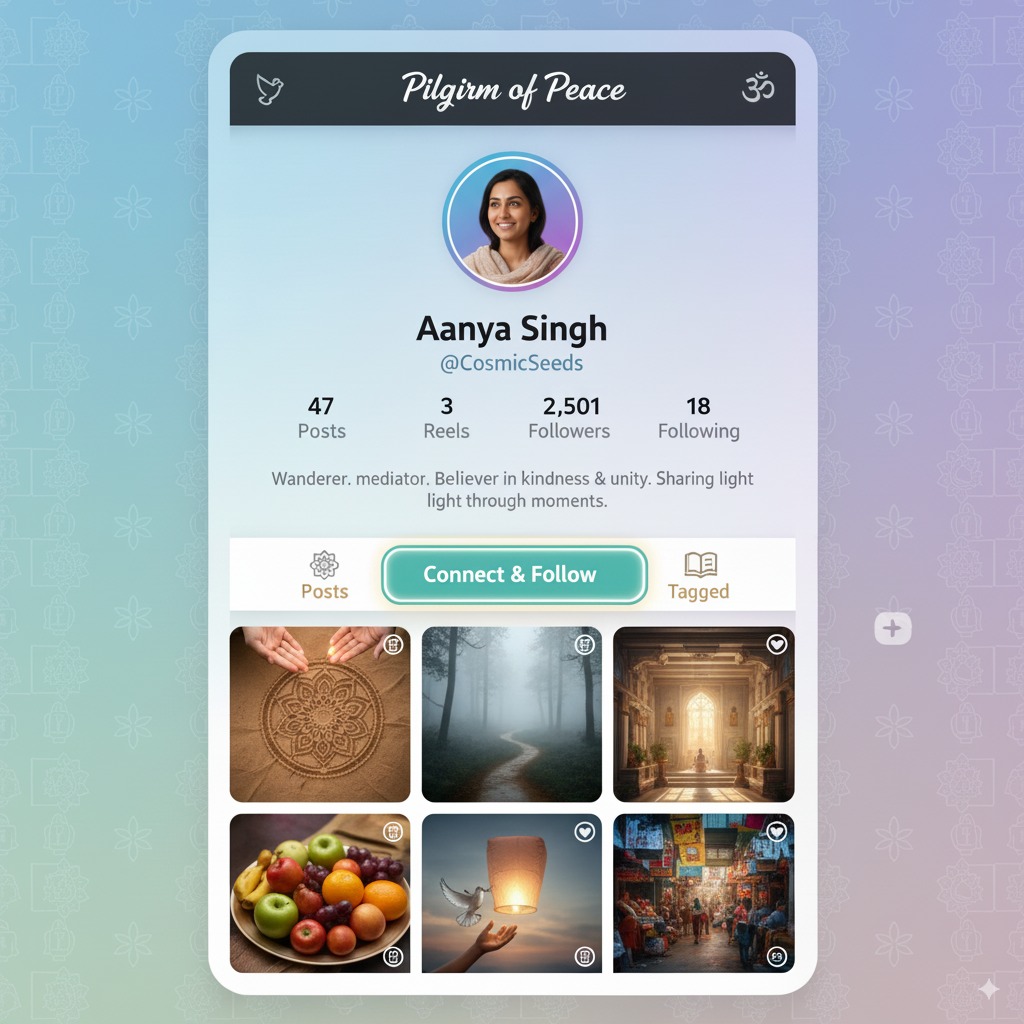 Pilgirm of Peace
ॐ
Aanya Singh
@CosmicSeeds
47 3 2,501 18
Posts Reels Followers Following
Wanderer. mediator. Believer in kindness & unity. Sharing light
light through moments.
Connect & Follow
Posts Tagged